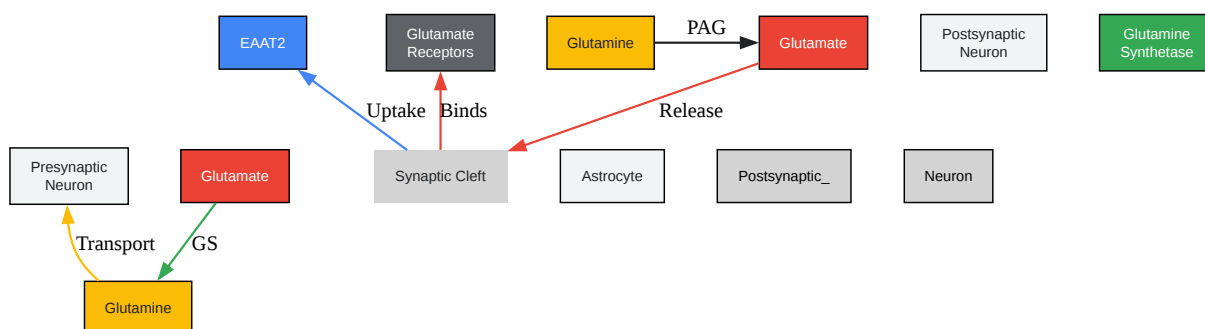 EAAT2
Glutamate
Receptors
Glutamine
PAG
Glutamate
Postsynaptic
Neuron
Glutamine
Synthetase
Uptake
Binds
Release
Presynaptic
Neuron
Glutamate
Synaptic Cleft
Astrocyte
Postsynaptic_
Neuron
Transport
GS
Glutamine